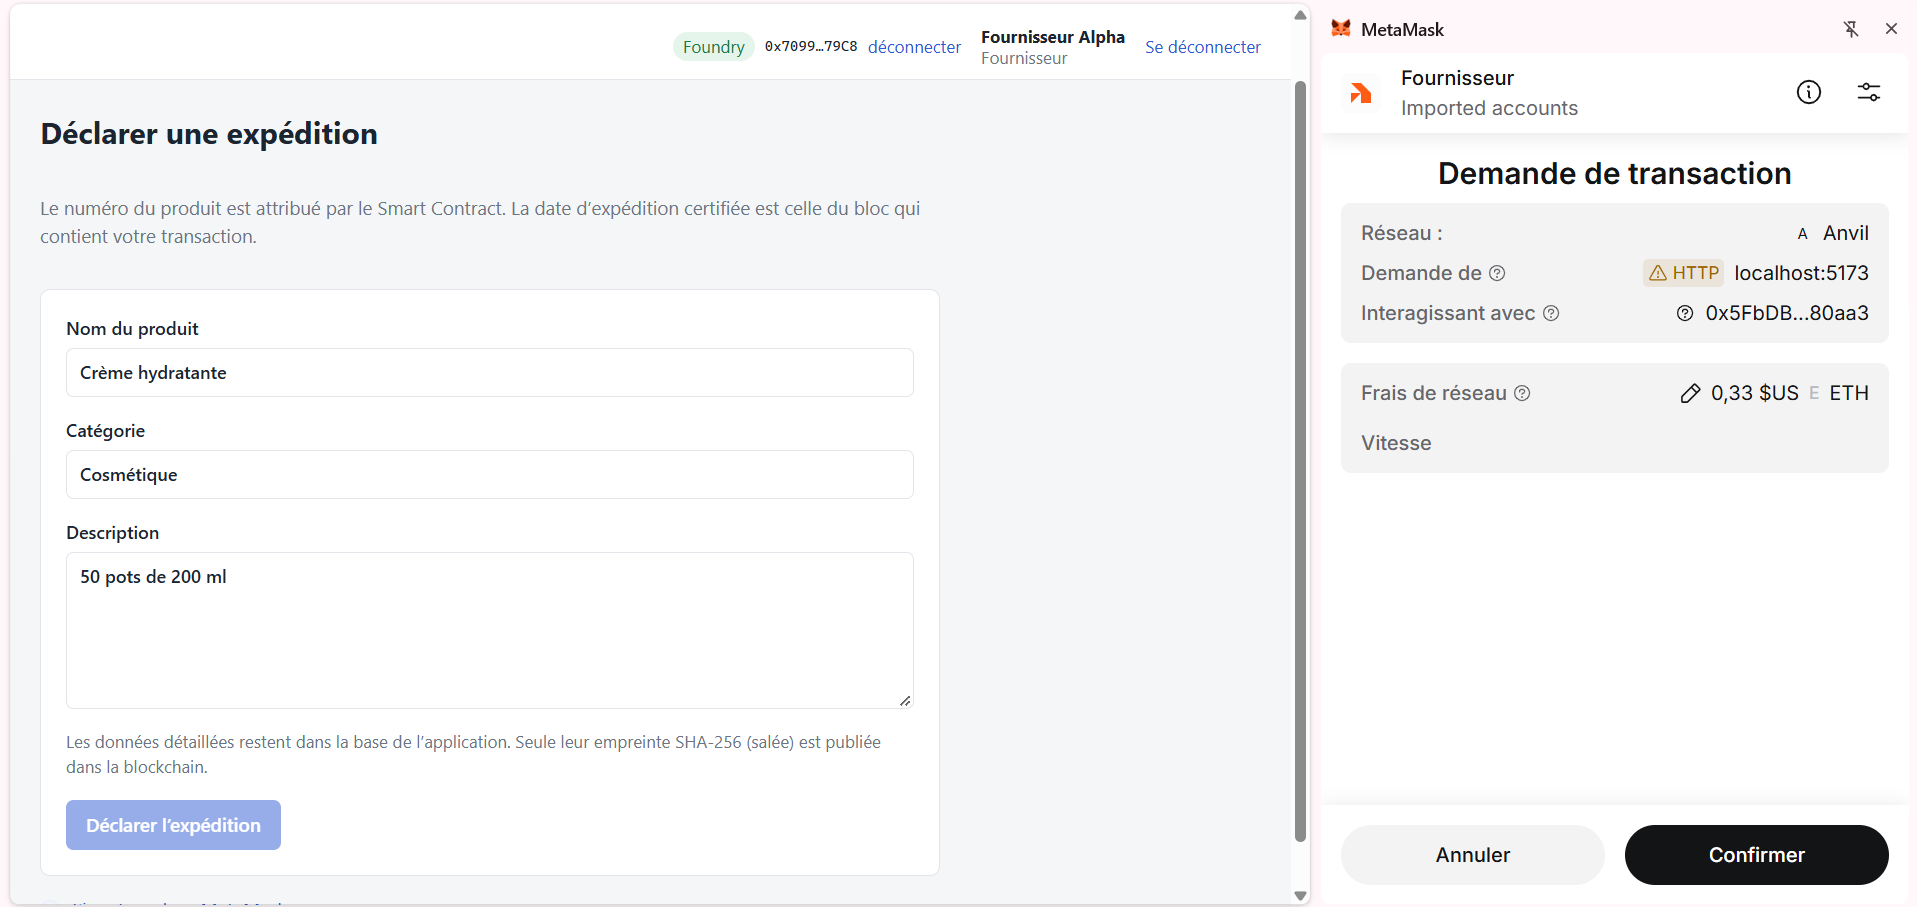 Foundry 0x7099…79C8 déconnecter Fournisseur Alpha Se déconnecter
Fournisseur
Déclarer une expédition
Le numéro du produit est attribué par le Smart Contract. La date d’expédition certifiée est celle du bloc qui
contient votre transaction.
Nom du produit
Crème hydratante
Catégorie
Cosmétique
Description
50 pots de 200 ml
Les données détaillées restent dans la base de l’application. Seule leur empreinte SHA-256 (salée) est publiée
dans la blockchain.
Déclarer l’expédition
MetaMask
Fournisseur
Imported accounts
Demande de transaction
Réseau : A Anvil
Demande de HTTP localhost:5173
Interagissant avec 0x5FbDB...80aa3
Frais de réseau 0,33 $US E ETH
Vitesse
Annuler Confirmer